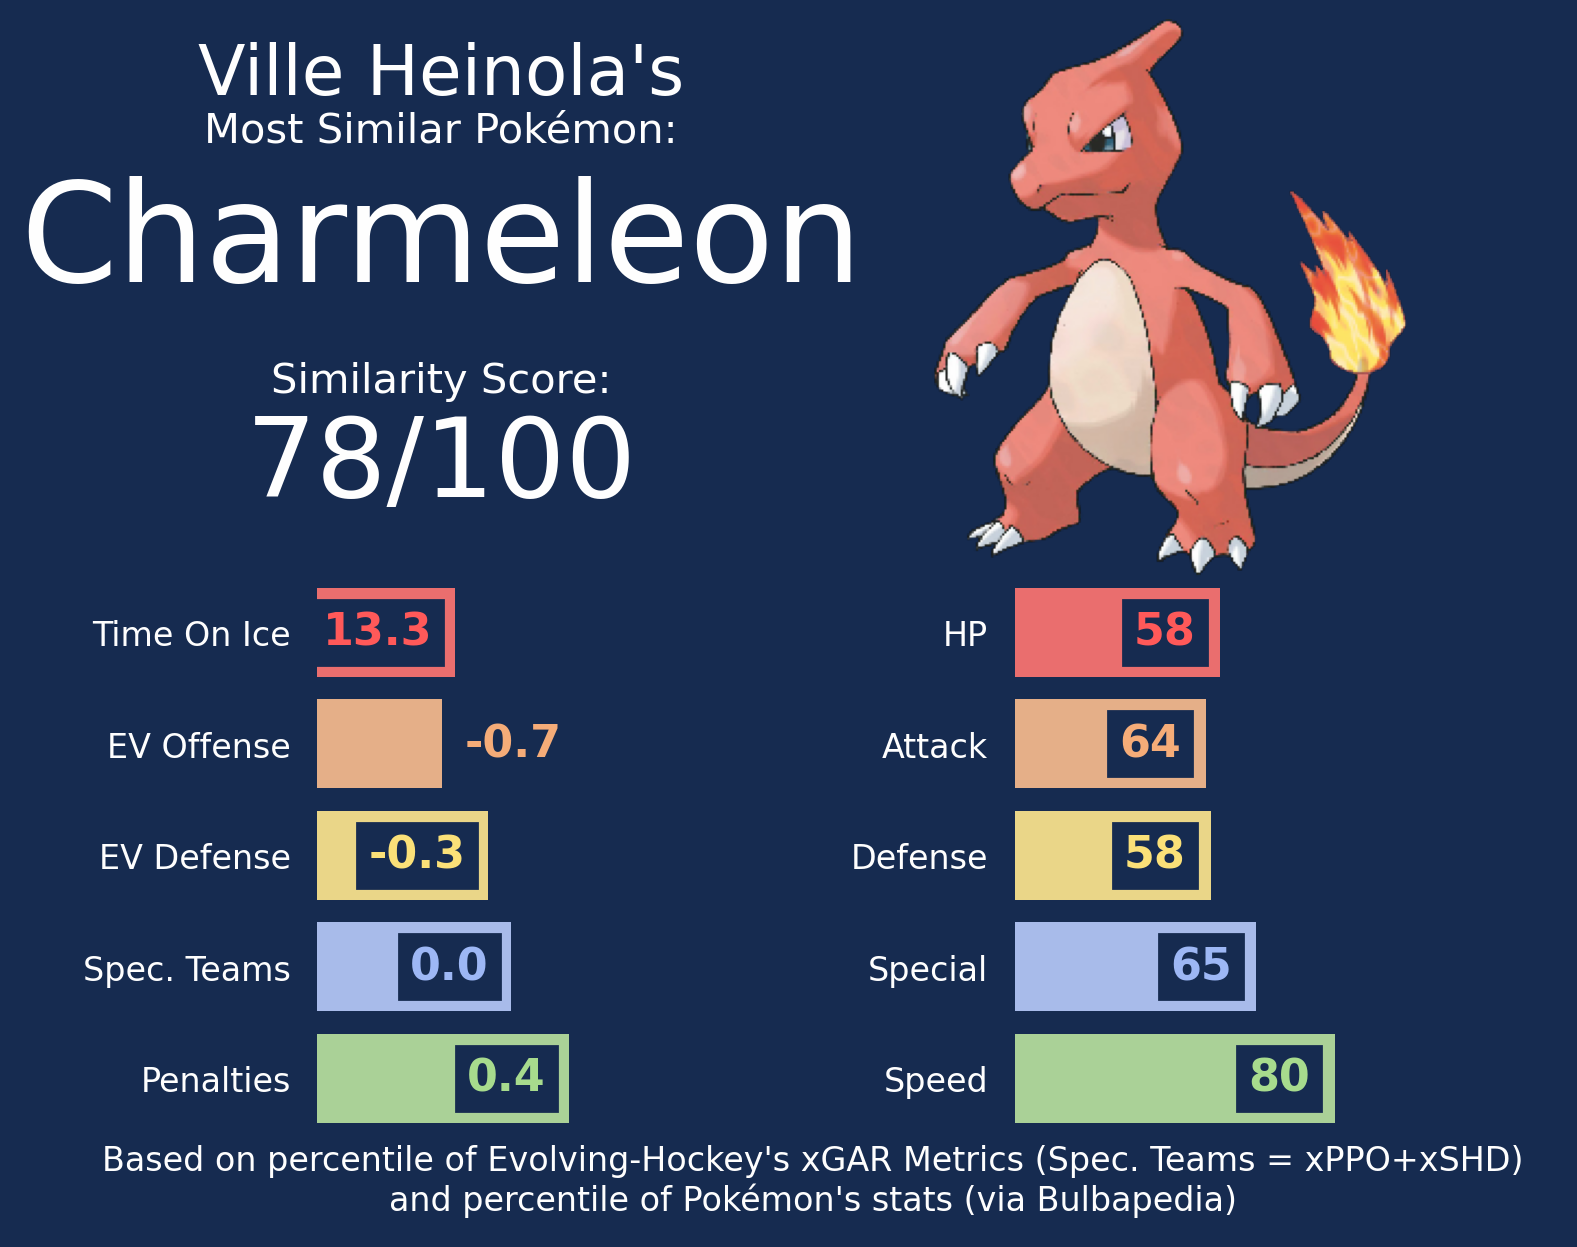 Ville Heinola's
Most Similar Pokémon:
Charmeleon
Similarity Score:
78/100
Time On Ice 13.3
EV Offense -0.7
EV Defense -0.3
Spec. Teams 0.0
Penalties 0.4
HP 58
Attack 64
Defense 58
Special 65
Speed 80
Based on percentile of Evolving-Hockey's xGAR Metrics (Spec. Teams = xPPO+xSHD)
and percentile of Pokémon's stats (via Bulbapedia)